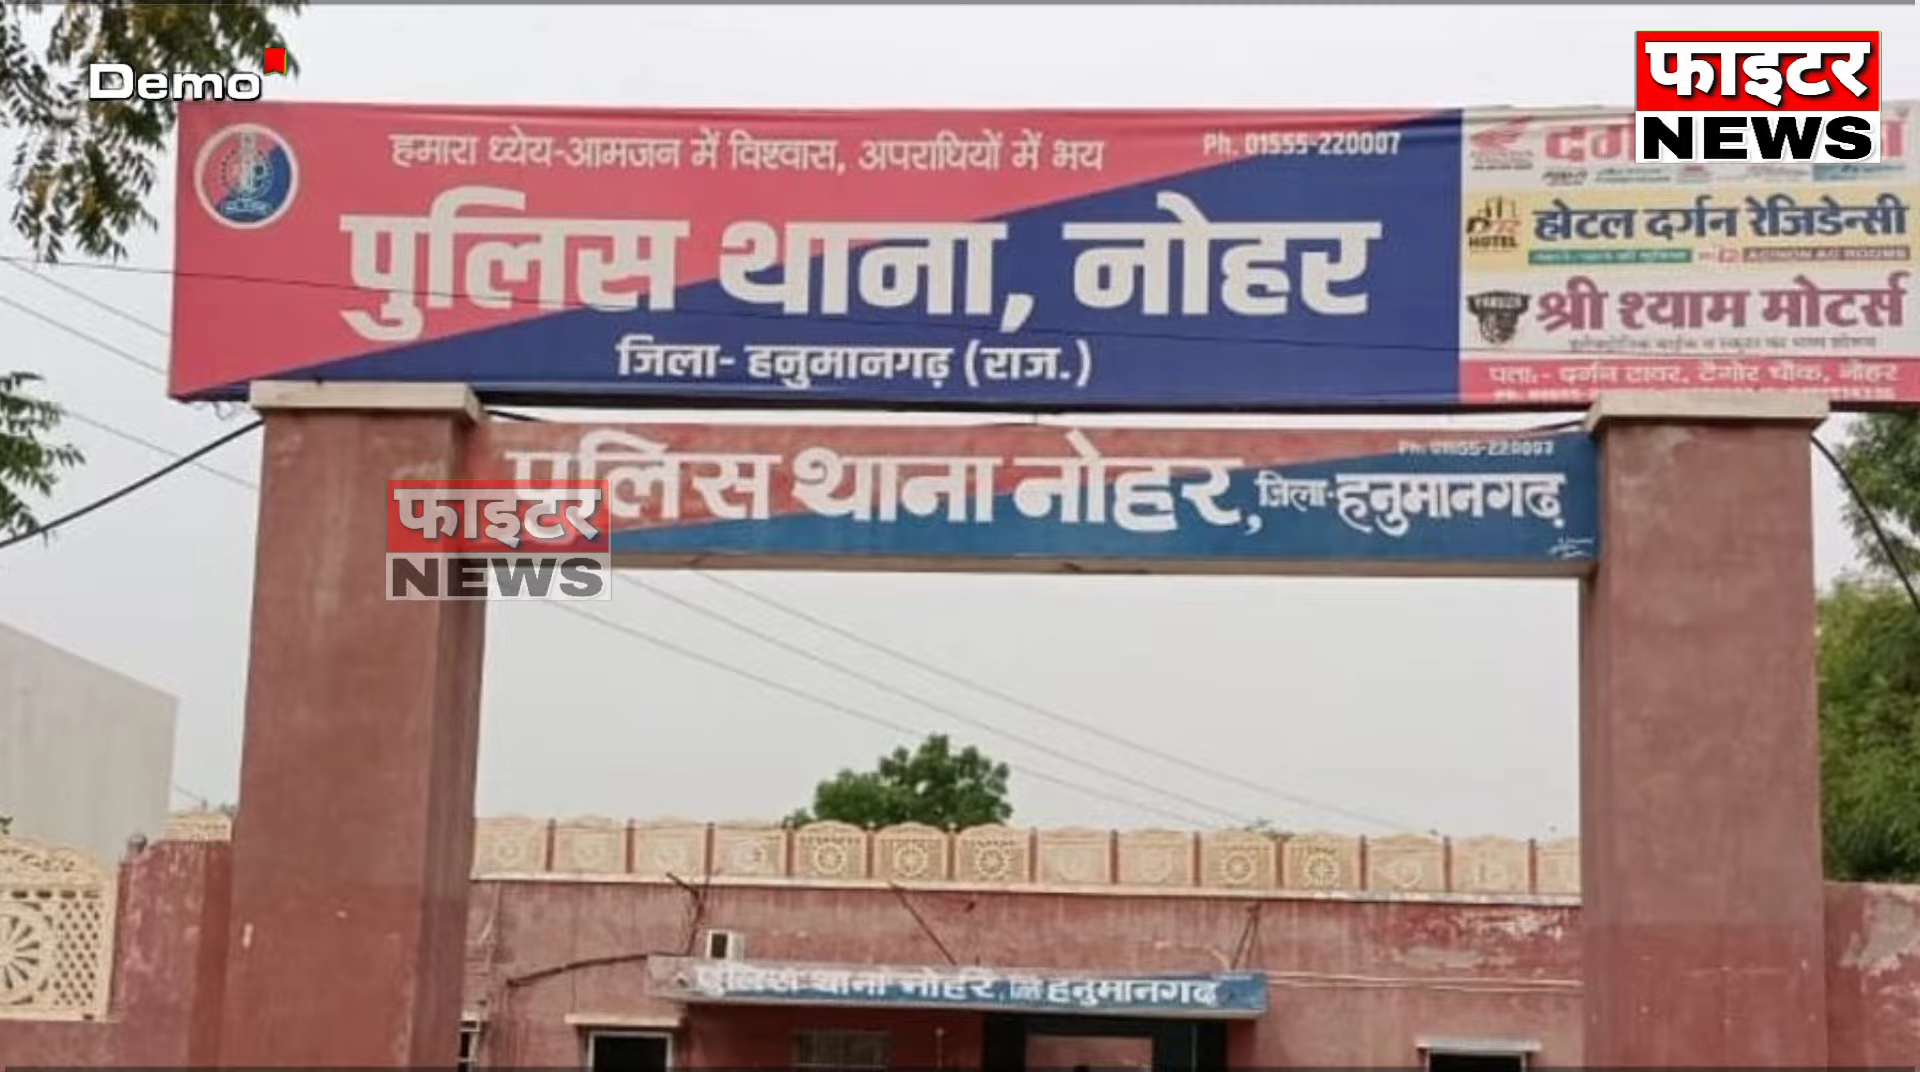 Demo
फाइटर
NEWS
हमारा ध्येय-आमजन में विश्वास, अपराधियों में भय
Ph. 01555-220007
पुलिस थाना, नोहर
जिला- हनुमानगढ़ (राज.)
होटल दर्गन रेजिडेन्सी
HOTEL
श्री श्याम मोटर्स
पता:- दर्गन टावर, टैगोर चौक, नोहर
पुलिस थाना नोहर, जिला-हनुमानगढ़
Ph: 01555-220007
फाइटर
NEWS
पुलिस थाना नोहर, जिला हनुमानगढ़